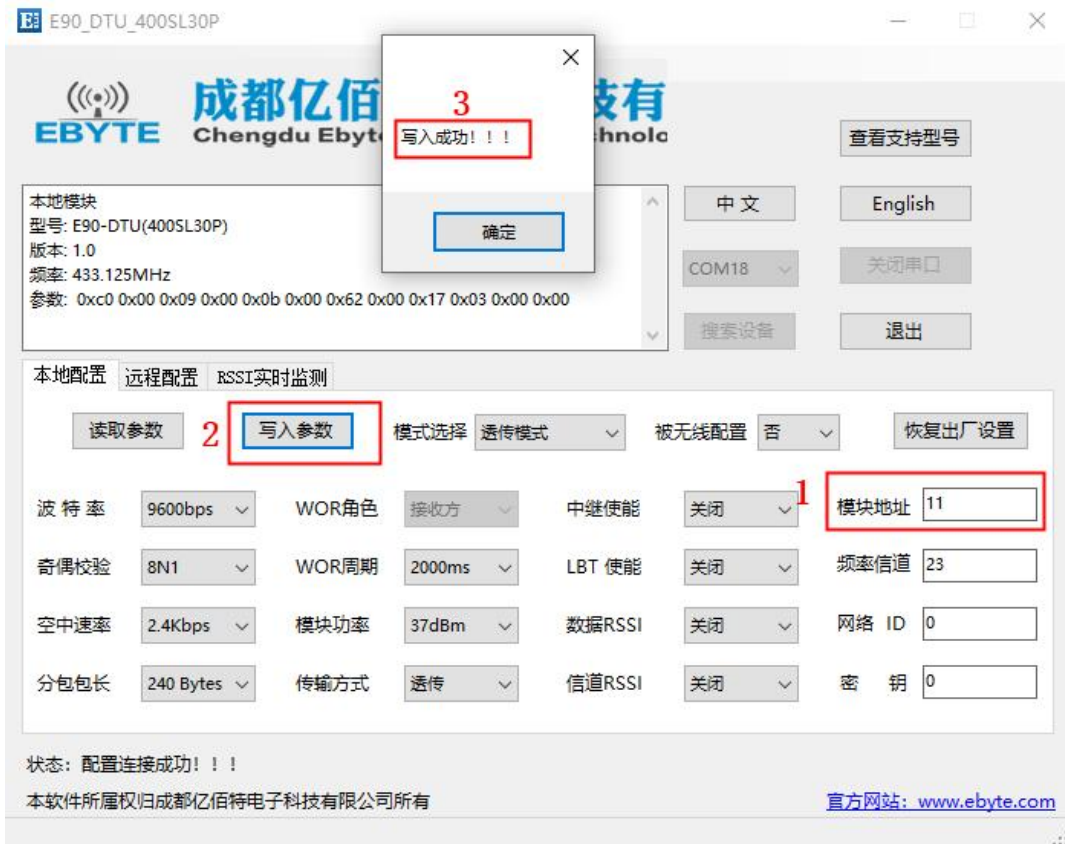 E90_DTU_400SL30P
EBYTE
成都亿佰
技有
Chengdu Ebyte
chnolo
3
写入成功！！！
确定
查看支持型号
本地模块
型号: E90-DTU(400SL30P)
版本: 1.0
频率: 433.125MHz
参数: 0xc0 0x00 0x09 0x00 0x0b 0x00 0x62 0x00 0x17 0x03 0x00 0x00
中 文
English
COM18
关闭串口
搜索设备
退出
本地配置 远程配置 RSSI实时监测
读取参数 2 写入参数 模式选择 透传模式 被无线配置 否 恢复出厂设置
波 特 率 9600bps WOR角色 接收方 中继使能 关闭 1 模块地址 11
奇偶校验 8N1 WOR周期 2000ms LBT 使能 关闭 频率信道 23
空中速率 2.4Kbps 模块功率 37dBm 数据RSSI 关闭 网络 ID 0
分包包长 240 Bytes 传输方式 透传 信道RSSI 关闭 密 钥 0
状态：配置连接成功！！！
本软件所属权归成都亿佰特电子科技有限公司所有
官方网站：www.ebyte.com